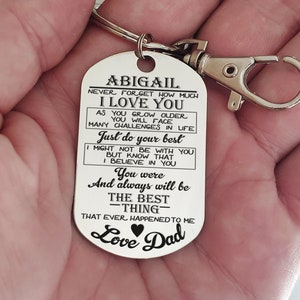 ABIGAIL
NEVER FORGET HOW MUCH
I LOVE YOU
AS YOU GROW OLDER
YOU WILL FACE
MANY CHALLENGES IN LIFE
Just do your best
I MIGHT NOT BE WITH YOU
BUT KNOW THAT
I BELIEVE IN YOU
You were
And always will be
THE BEST
THING
THAT EVER HAPPENED TO ME
Love Dad